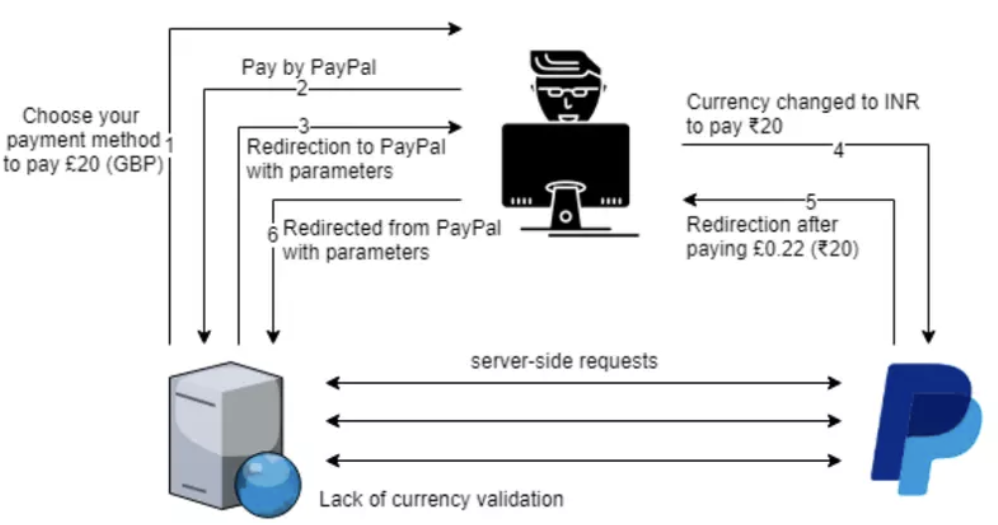 Pay by PayPal
2
Choose your
payment method
to pay £20 (GBP)
1
3
Redirection to PayPal
with parameters
Currency changed to INR
to pay ₹20
4
5
Redirection after
paying £0.22 (₹20)
6
Redirected from PayPal
with parameters
server-side requests
Lack of currency validation